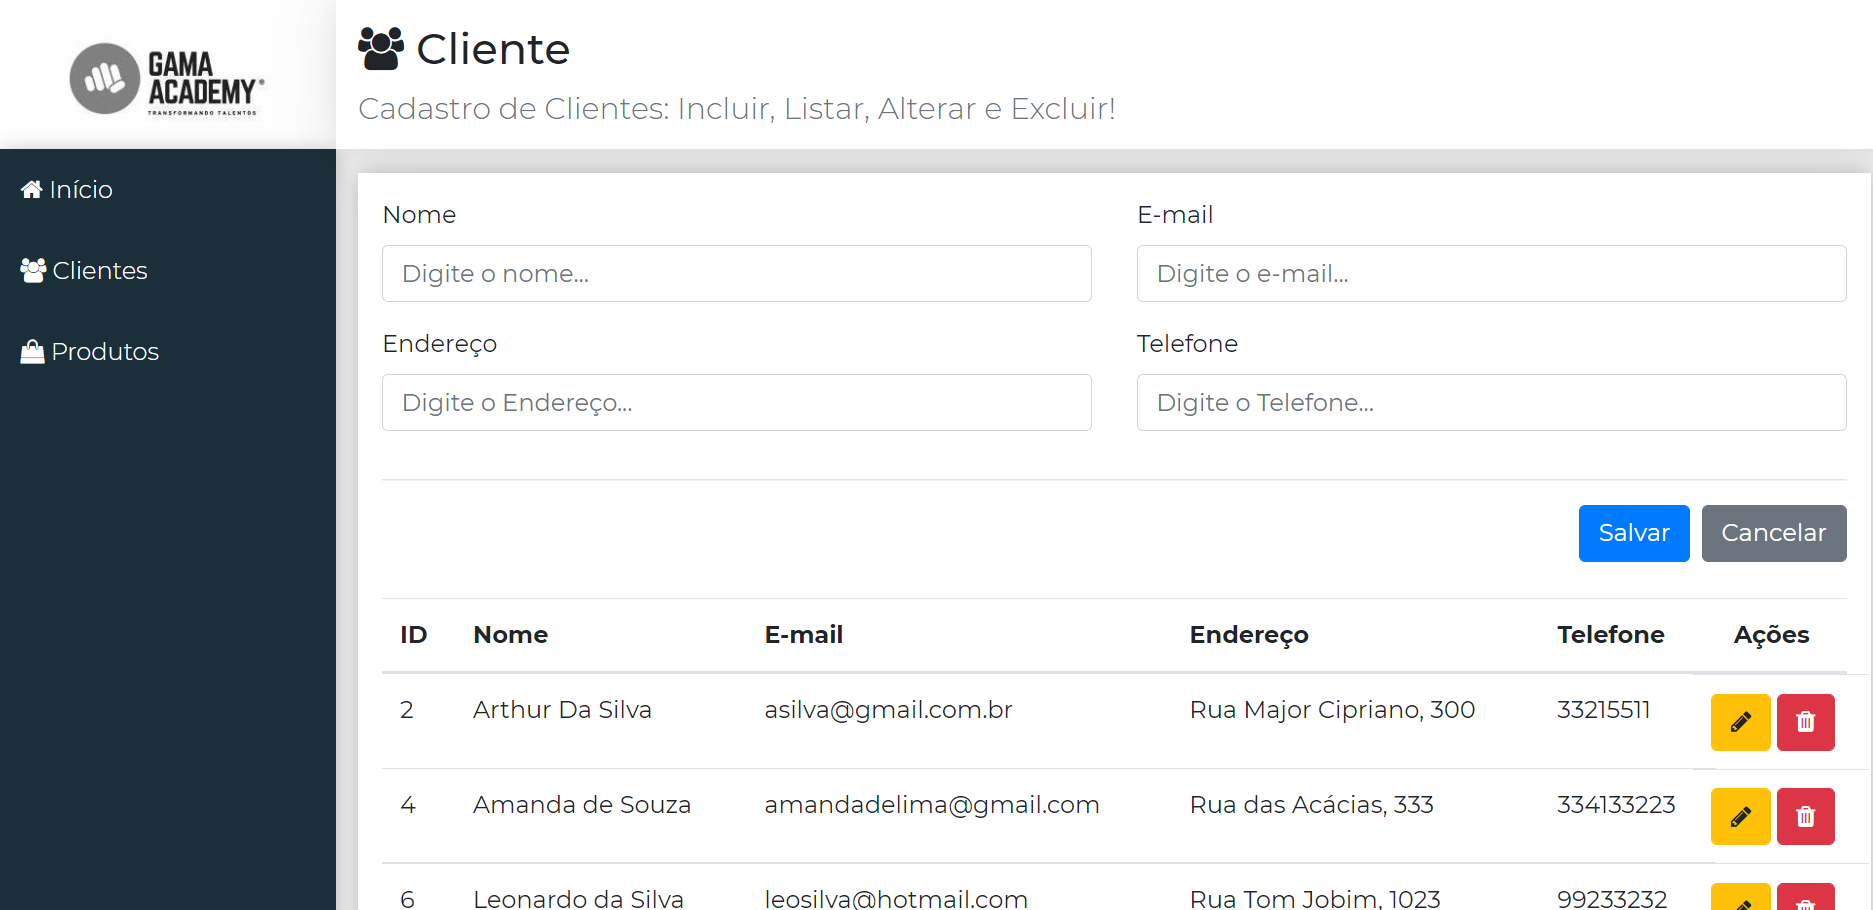 GAMA
ACADEMY®
TRANSFORMANDO TALENTOS
Início
Clientes
Produtos
Cliente
Cadastro de Clientes: Incluir, Listar, Alterar e Excluir!
Nome E-mail
Digite o nome... Digite o e-mail...
Endereço Telefone
Digite o Endereço... Digite o Telefone...
Salvar Cancelar
ID Nome E-mail Endereço Telefone Ações
2 Arthur Da Silva asilva@gmail.com.br Rua Major Cipriano, 300 33215511
4 Amanda de Souza amandadelima@gmail.com Rua das Acácias, 333 334133223
6 Leonardo da Silva leosilva@hotmail.com Rua Tom Jobim, 1023 99233232